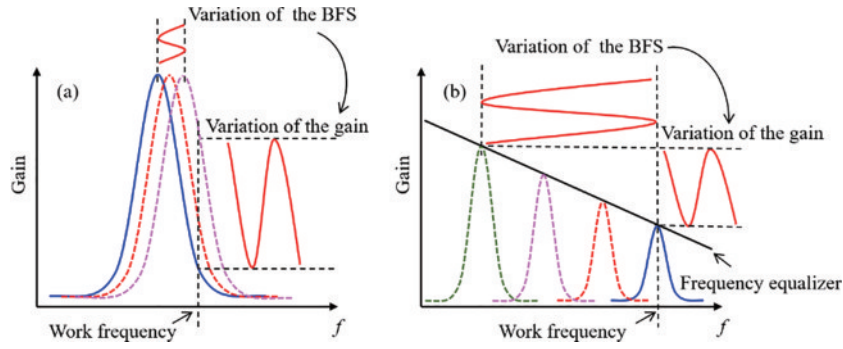 Variation of the BFS
(a)
Variation of the gain
Gain
Work frequency
f
Variation of the BFS
(b)
Variation of the gain
Gain
Frequency equalizer
Work frequency
f